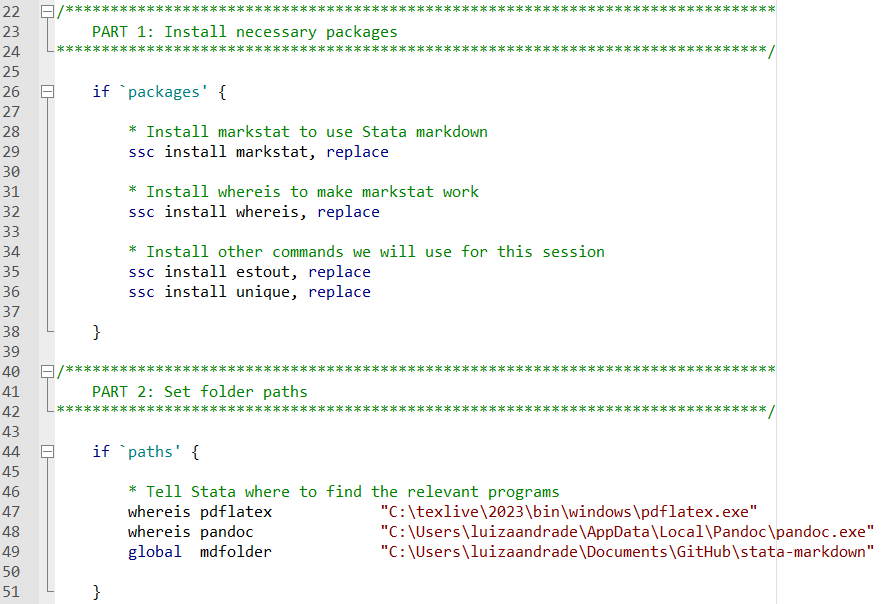 22 /*******************************************************************************
23 PART 1: Install necessary packages
24 *******************************************************************************/
25
26 if `packages' {
27
28 * Install markstat to use Stata markdown
29 ssc install markstat, replace
30
31 * Install whereis to make markstat work
32 ssc install whereis, replace
33
34 * Install other commands we will use for this session
35 ssc install estout, replace
36 ssc install unique, replace
37
38 }
39
40 /*******************************************************************************
41 PART 2: Set folder paths
42 *******************************************************************************/
43
44 if `paths' {
45
46 * Tell Stata where to find the relevant programs
47 whereis pdflatex "C:\texlive\2023\bin\windows\pdflatex.exe"
48 whereis pandoc "C:\Users\luizaandrade\AppData\Local\Pandoc\pandoc.exe"
49 global mdfolder "C:\Users\luizaandrade\Documents\GitHub\stata-markdown"
50
51 }